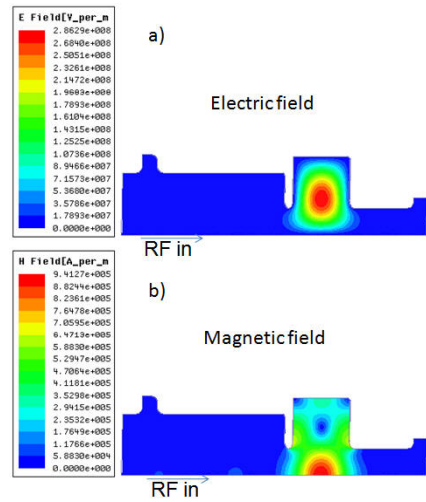 E Field[V_per_m
2.8629e+008
2.6840e+008
2.5051e+008
2.3261e+008
2.1472e+008
1.9683e+008
1.7893e+008
1.6104e+008
1.4315e+008
1.2525e+008
1.0736e+008
8.9466e+007
7.1573e+007
5.3680e+007
3.5786e+007
1.7893e+007
0.0000e+000
a)
Electric field
RF in
H Field[A_per_m
9.4127e+005
8.8244e+005
8.2361e+005
7.6478e+005
7.0595e+005
6.4713e+005
5.8830e+005
5.2947e+005
4.7064e+005
4.1181e+005
3.5298e+005
2.9415e+005
2.3532e+005
1.7649e+005
1.1766e+005
5.8830e+004
0.0000e+000
b)
Magnetic field
RF in